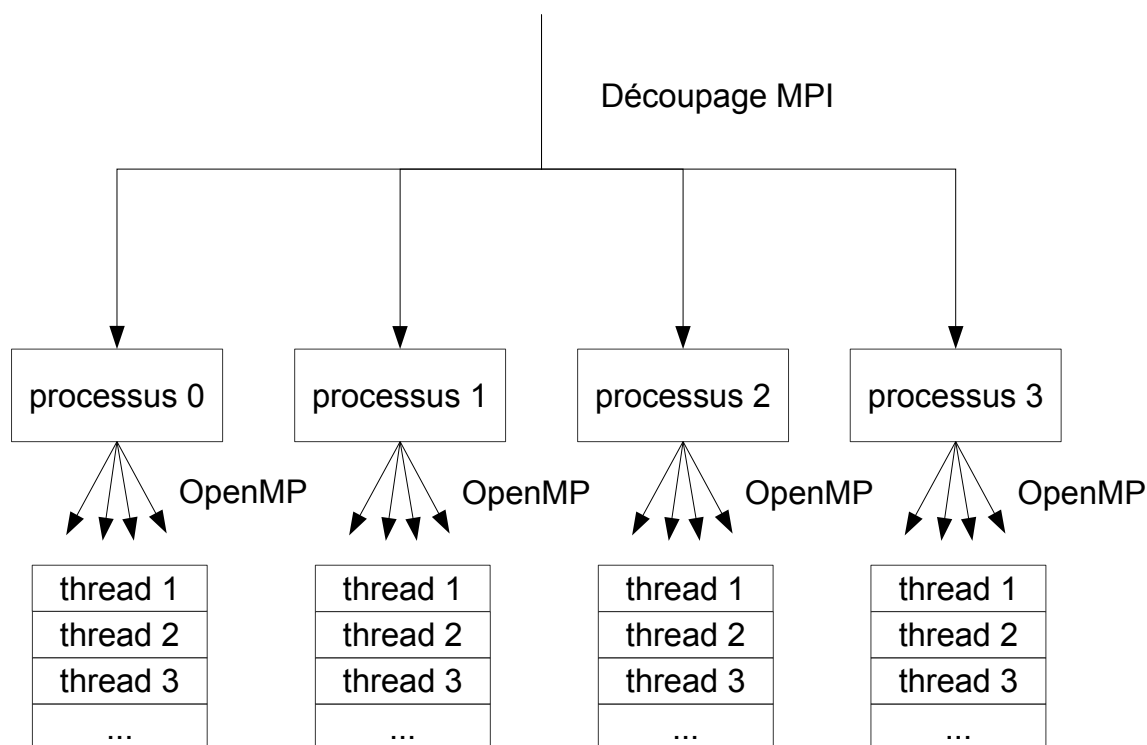 Découpage MPI
processus 0
processus 1
processus 2
processus 3
OpenMP
OpenMP
OpenMP
OpenMP
thread 1
thread 2
thread 3
...
thread 1
thread 2
thread 3
...
thread 1
thread 2
thread 3
...
thread 1
thread 2
thread 3
...